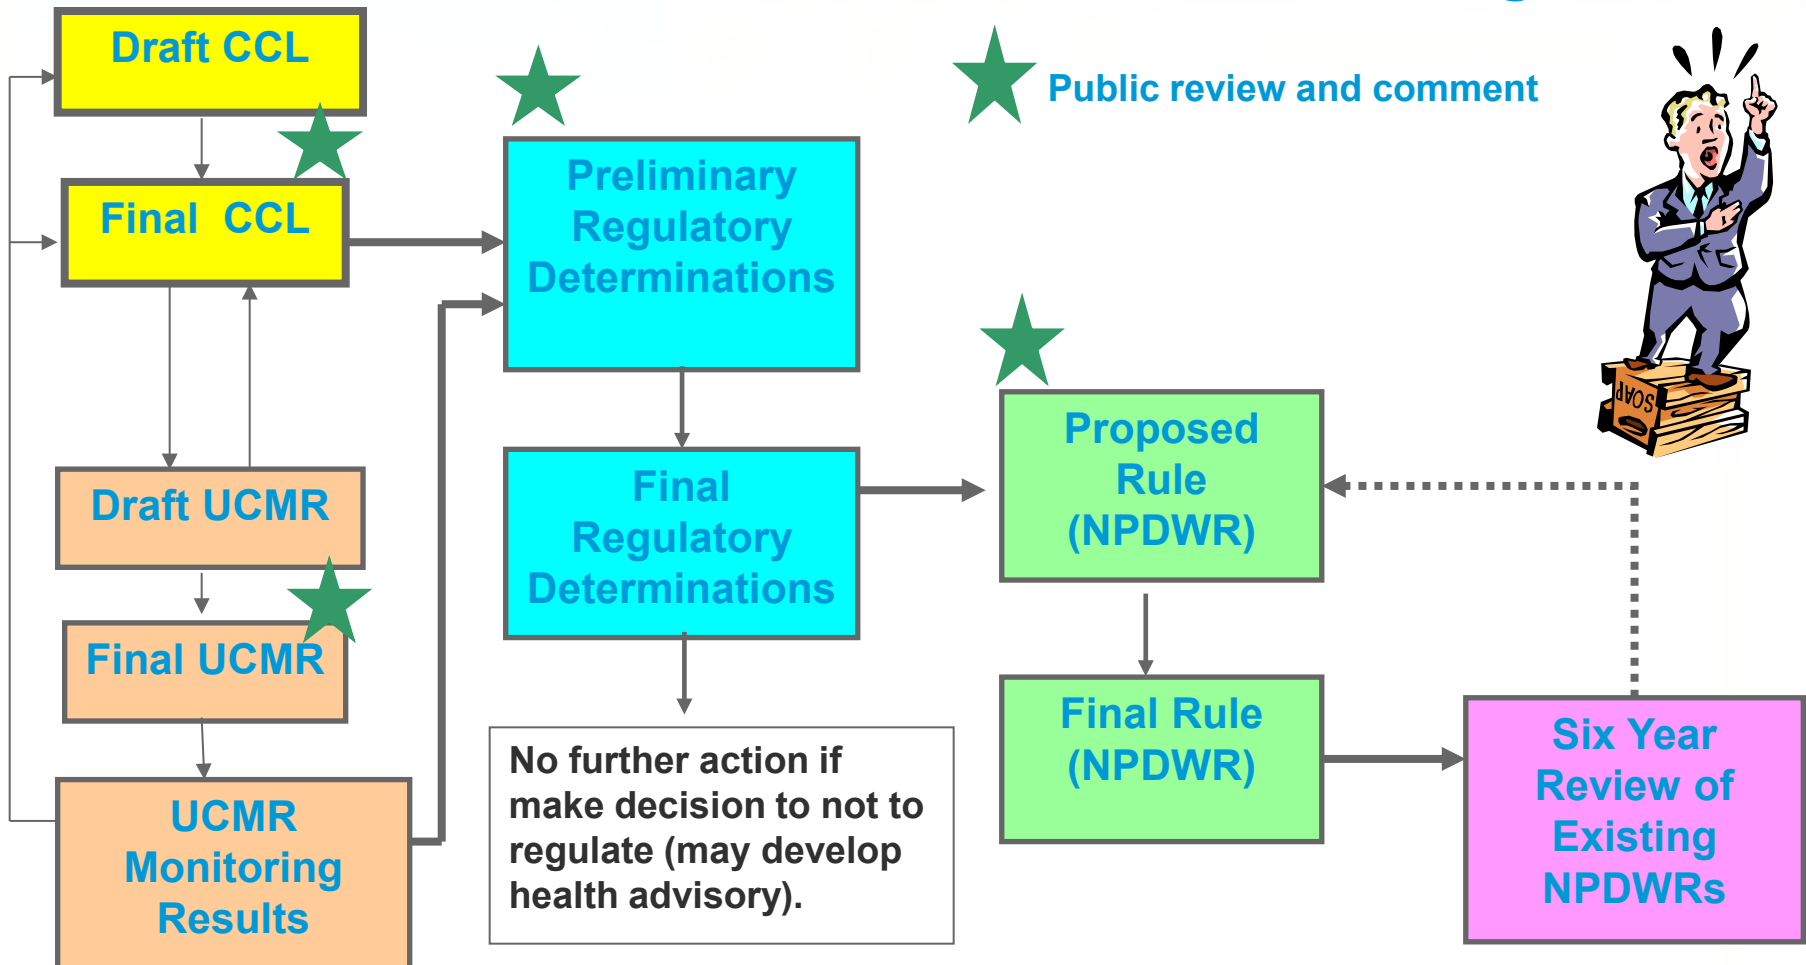 Draft CCL
Final CCL
Draft UCMR
Final UCMR
UCMR
Monitoring
Results
Preliminary
Regulatory
Determinations
Final
Regulatory
Determinations
No further action if
make decision to not to
regulate (may develop
health advisory).
Public review and comment
Proposed
Rule
(NPDWR)
Final Rule
(NPDWR)
Six Year
Review of
Existing
NPDWRs
SOAP